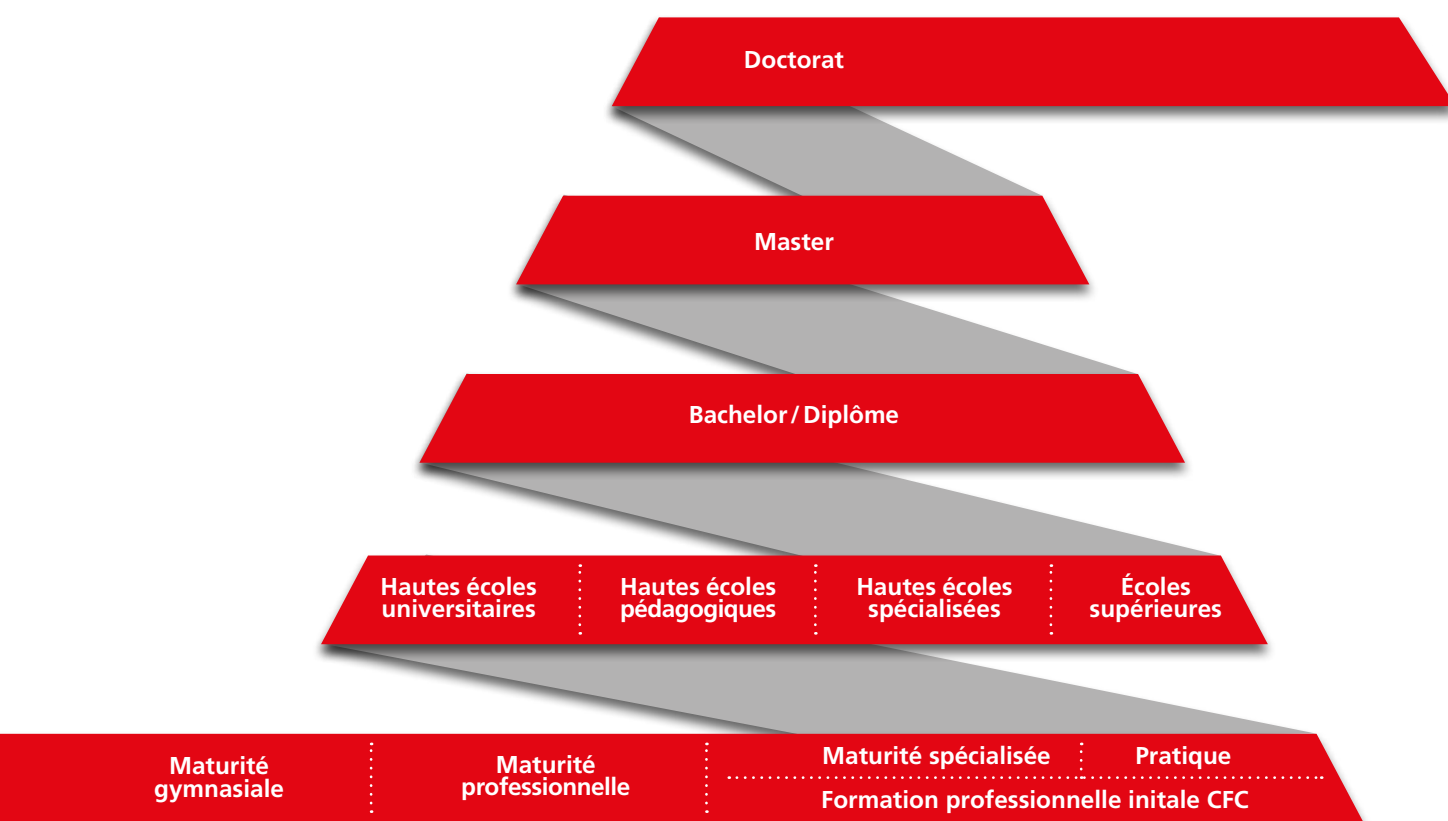 Doctorat
Master
Bachelor / Diplôme
Hautes écoles
universitaires
Hautes écoles
pédagogiques
Hautes écoles
spécialisées
Écoles
supérieures
Maturité
gymnasiale
Maturité
professionnelle
Maturité spécialisée
Pratique
Formation professionnelle initale CFC